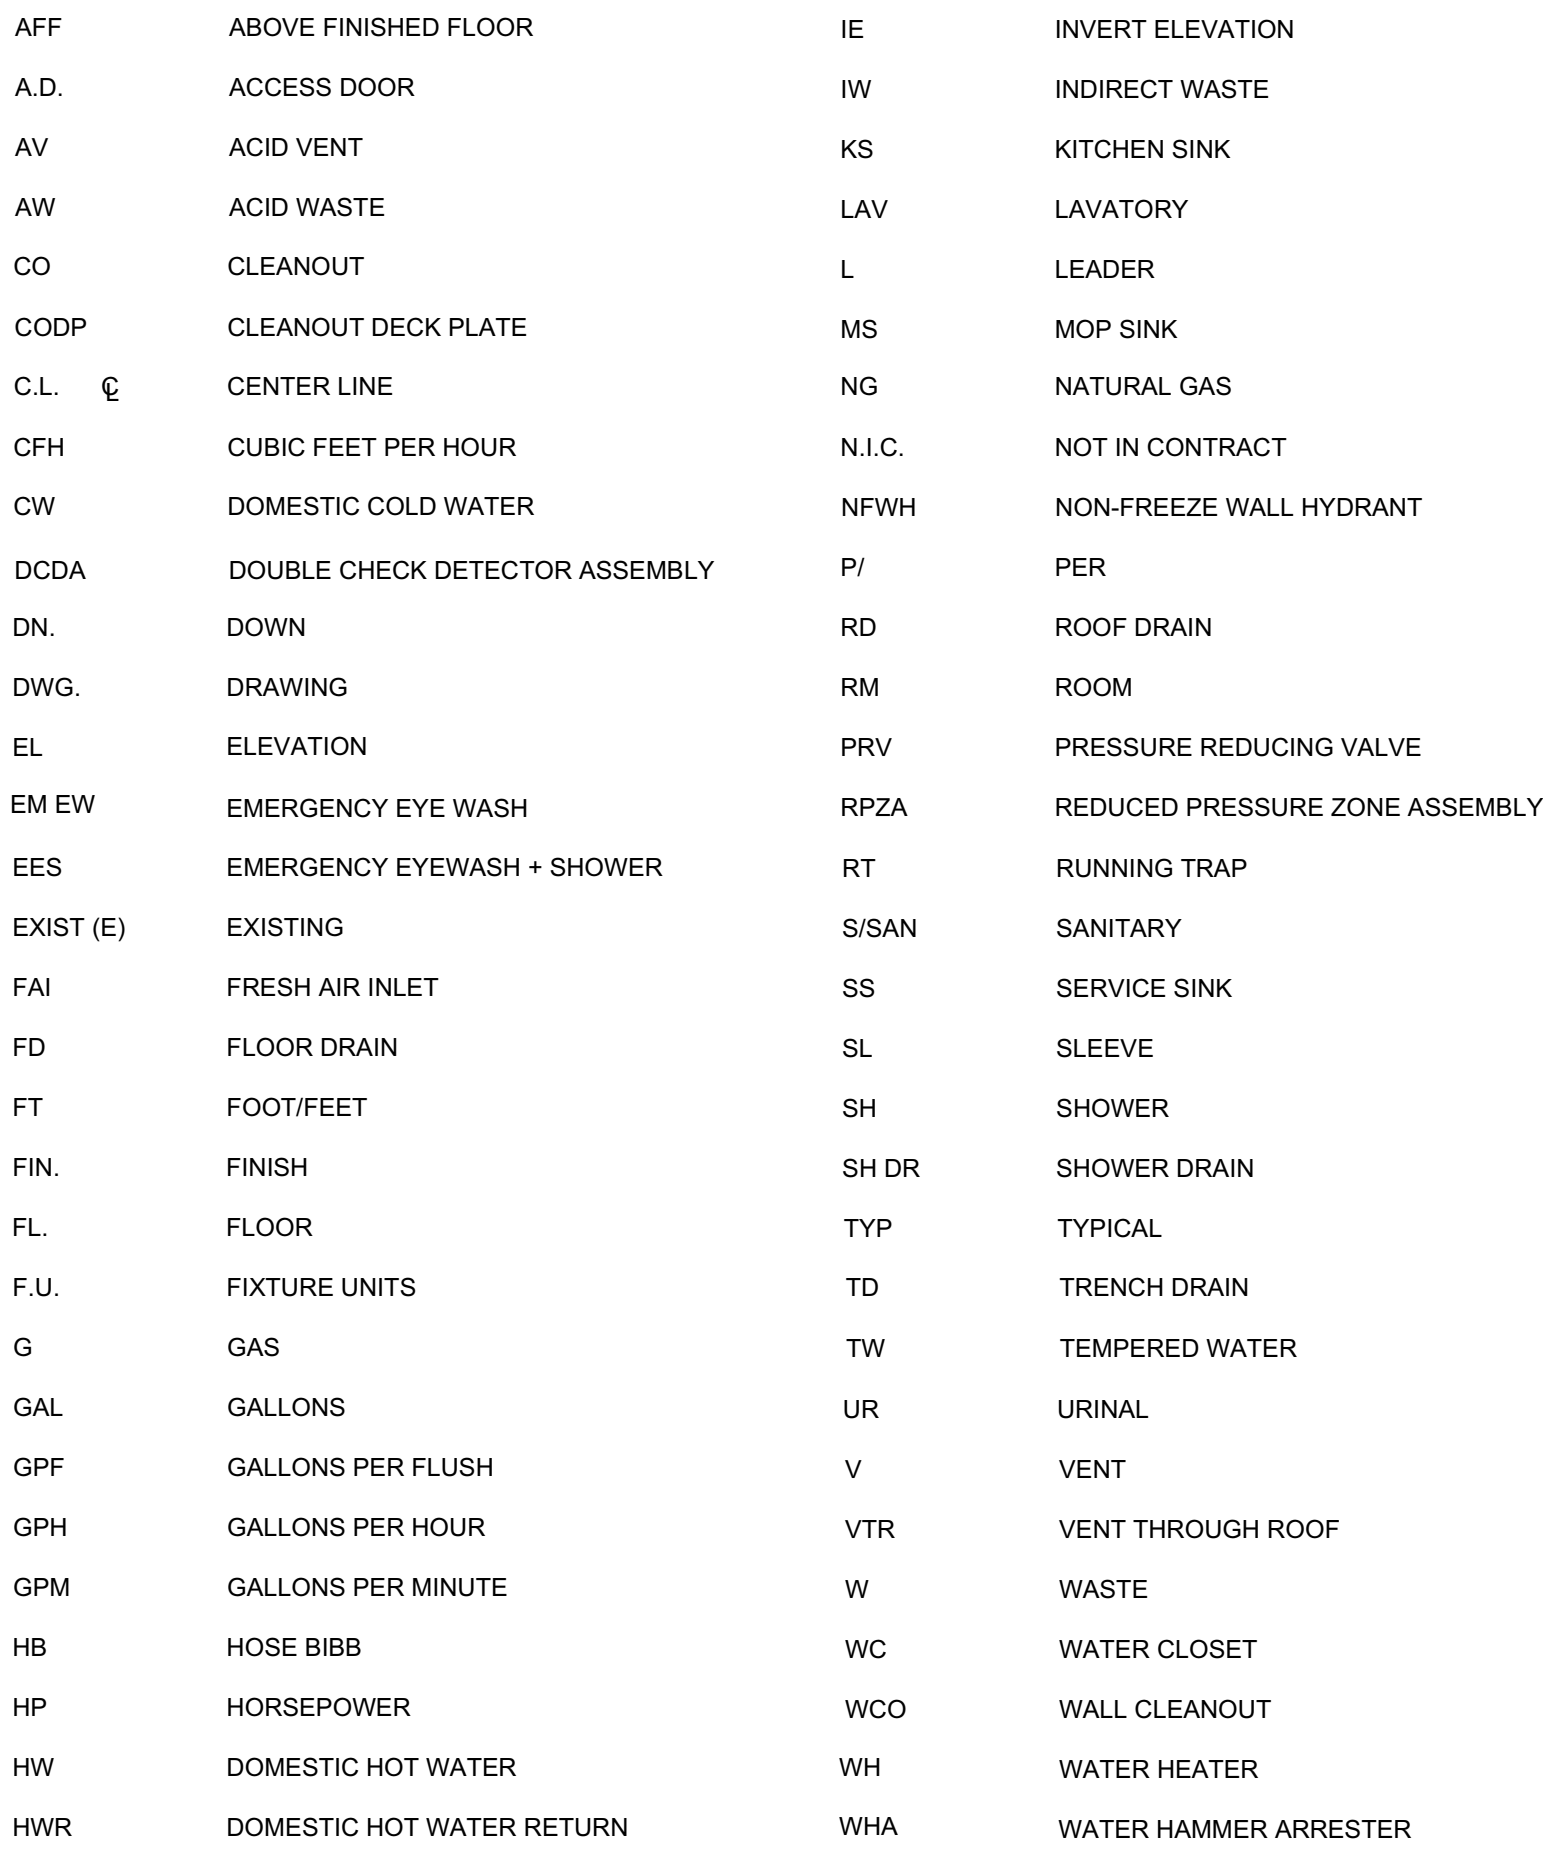 AFF ABOVE FINISHED FLOOR
A.D. ACCESS DOOR
AV ACID VENT
AW ACID WASTE
CO CLEANOUT
CODP CLEANOUT DECK PLATE
C.L. ℄ CENTER LINE
CFH CUBIC FEET PER HOUR
CW DOMESTIC COLD WATER
DCDA DOUBLE CHECK DETECTOR ASSEMBLY
DN. DOWN
DWG. DRAWING
EL ELEVATION
EM EW EMERGENCY EYE WASH
EES EMERGENCY EYEWASH + SHOWER
EXIST (E) EXISTING
FAI FRESH AIR INLET
FD FLOOR DRAIN
FT FOOT/FEET
FIN. FINISH
FL. FLOOR
F.U. FIXTURE UNITS
G GAS
GAL GALLONS
GPF GALLONS PER FLUSH
GPH GALLONS PER HOUR
GPM GALLONS PER MINUTE
HB HOSE BIBB
HP HORSEPOWER
HW DOMESTIC HOT WATER
HWR DOMESTIC HOT WATER RETURN
IE INVERT ELEVATION
IW INDIRECT WASTE
KS KITCHEN SINK
LAV LAVATORY
L LEADER
MS MOP SINK
NG NATURAL GAS
N.I.C. NOT IN CONTRACT
NFWH NON-FREEZE WALL HYDRANT
P/ PER
RD ROOF DRAIN
RM ROOM
PRV PRESSURE REDUCING VALVE
RPZA REDUCED PRESSURE ZONE ASSEMBLY
RT RUNNING TRAP
S/SAN SANITARY
SS SERVICE SINK
SL SLEEVE
SH SHOWER
SH DR SHOWER DRAIN
TYP TYPICAL
TD TRENCH DRAIN
TW TEMPERED WATER
UR URINAL
V VENT
VTR VENT THROUGH ROOF
W WASTE
WC WATER CLOSET
WCO WALL CLEANOUT
WH WATER HEATER
WHA WATER HAMMER ARRESTER